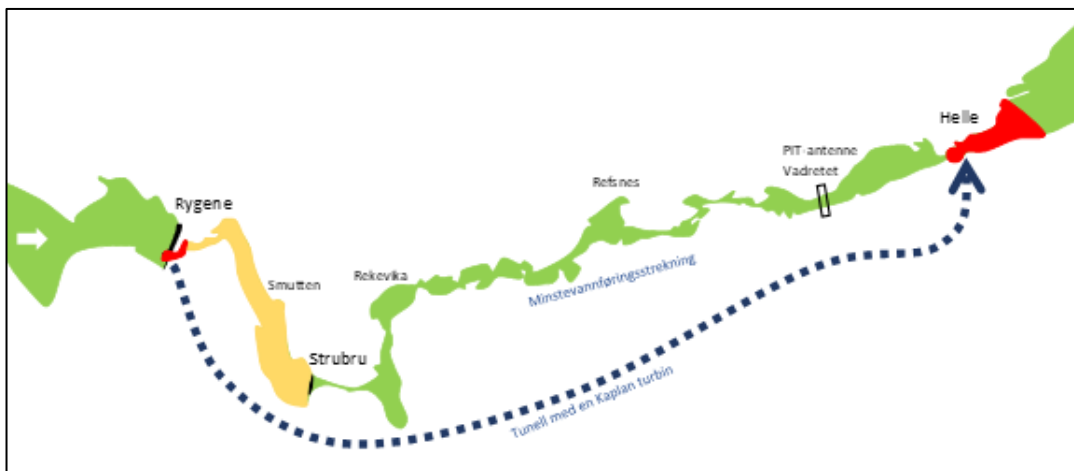 Helle
PIT-antenne
Vadretet
Refsnes
Rygene
Rekevika
Smutten
Minstevannføringsstrekning
Strubru
Tunell med en Kaplan turbin